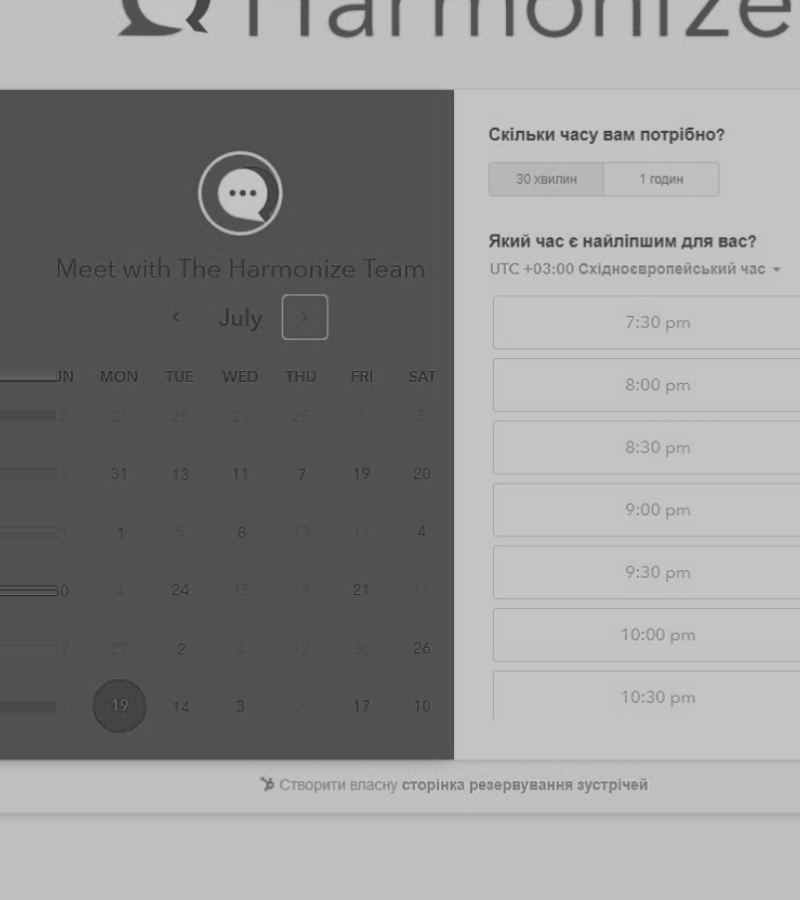 Harmonize
Meet with The Harmonize Team
July
UN MON TUE WED THU FRI SAT
2 21 25 21 25 6 5
5 31 13 11 7 19 20
1 1 5 8 13 11 4
30 4 24 15 19 21 11
17 27 2 4 12 30 26
1 19 14 3 21 17 10
Скільки часу вам потрібно?
30 хвилин 1 годин
Який час є найліпшим для вас?
UTC +03:00 Східноєвропейський час
7:30 pm
8:00 pm
8:30 pm
9:00 pm
9:30 pm
10:00 pm
10:30 pm
Створити власну сторінка резервування зустрічей